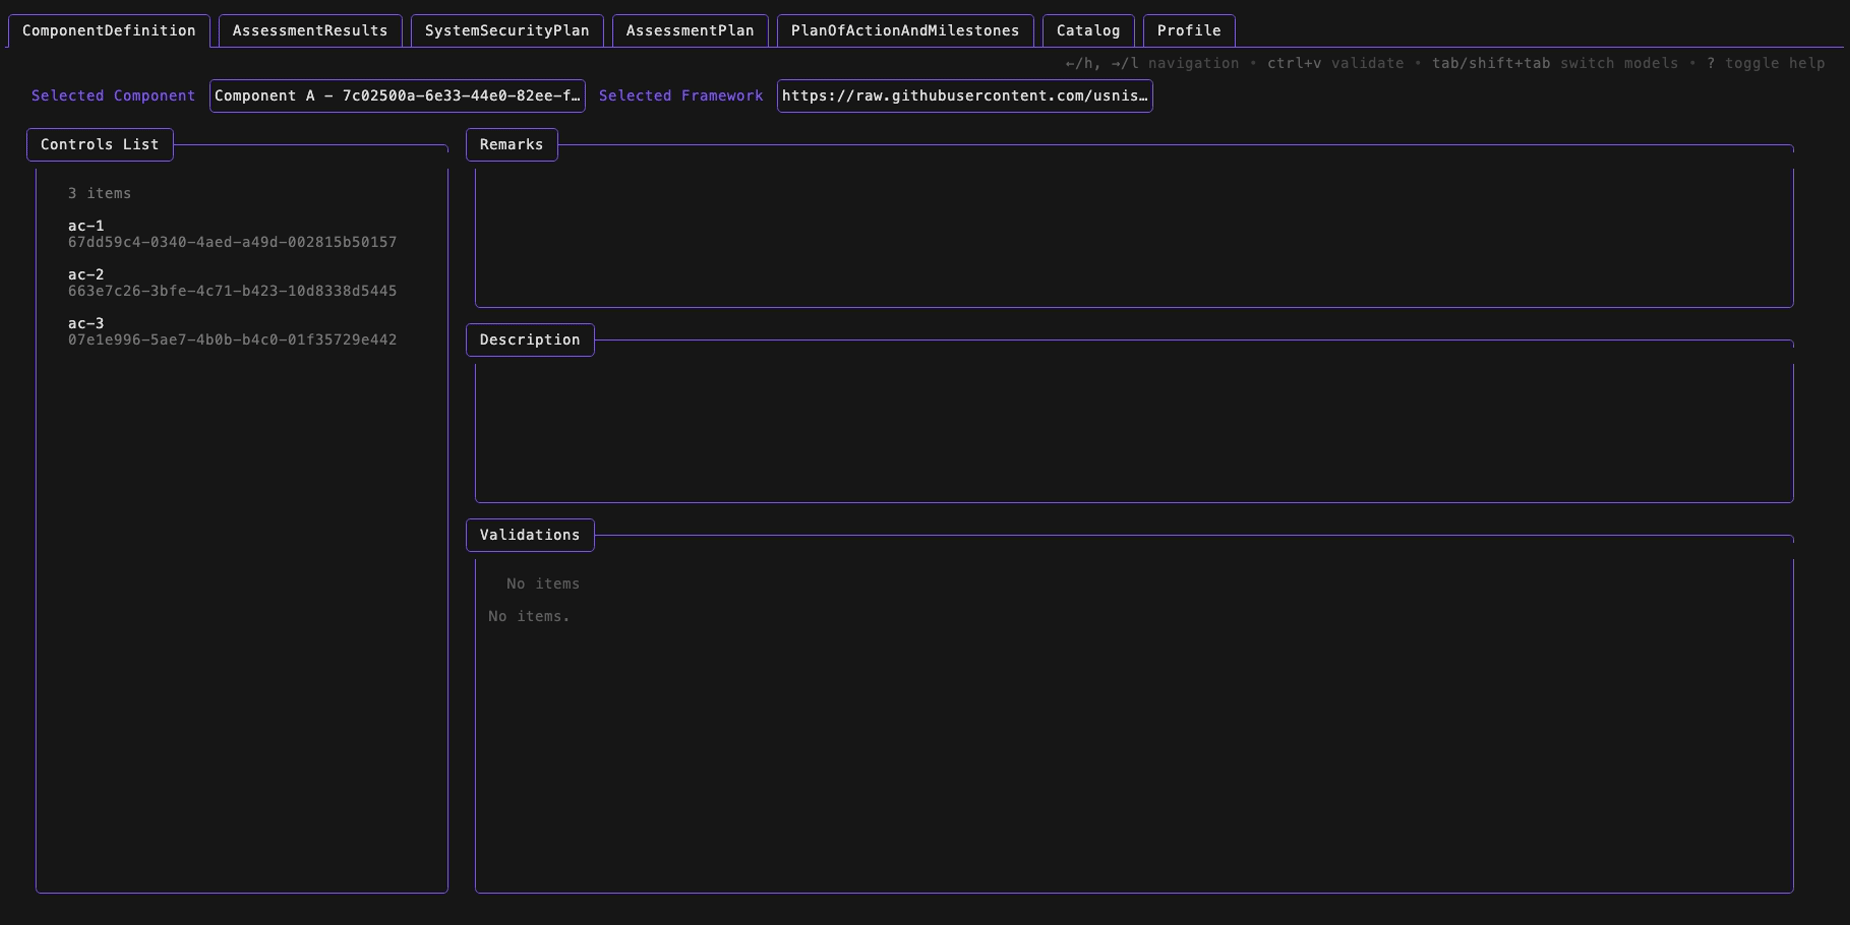 ComponentDefinition AssessmentResults SystemSecurityPlan AssessmentPlan PlanOfActionAndMilestones Catalog Profile
←/h, →/l navigation • ctrl+v validate • tab/shift+tab switch models • ? toggle help
Selected Component Component A - 7c02500a-6e33-44e0-82ee-f… Selected Framework https://raw.githubusercontent.com/usnis…
Controls List
3 items
ac-1
67dd59c4-0340-4aed-a49d-002815b50157
ac-2
663e7c26-3bfe-4c71-b423-10d8338d5445
ac-3
07e1e996-5ae7-4b0b-b4c0-01f35729e442
Remarks
Description
Validations
No items
No items.